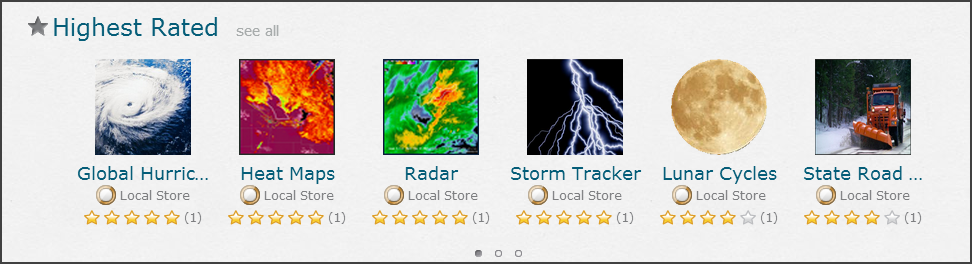 Highest Rated see all
Global Hurric... Heat Maps Radar Storm Tracker Lunar Cycles State Road ...
Local Store Local Store Local Store Local Store Local Store Local Store
(1) (1) (1) (1) (1) (1)